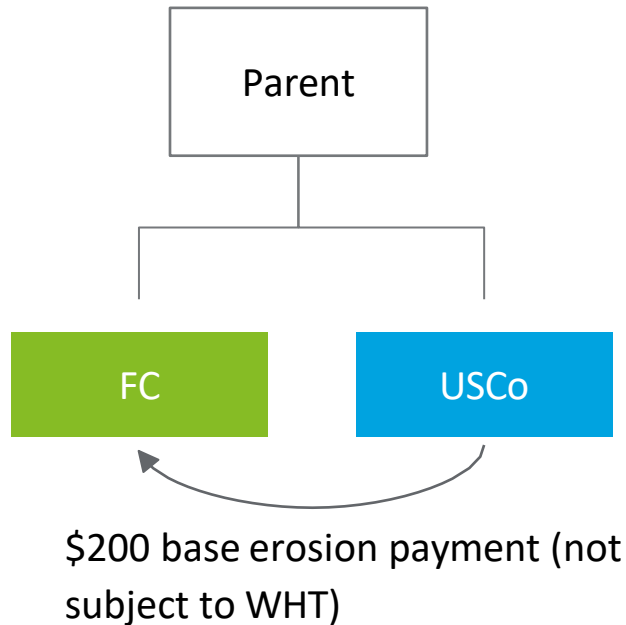 Parent
FC
USCo
$200 base erosion payment (not
subject to WHT)